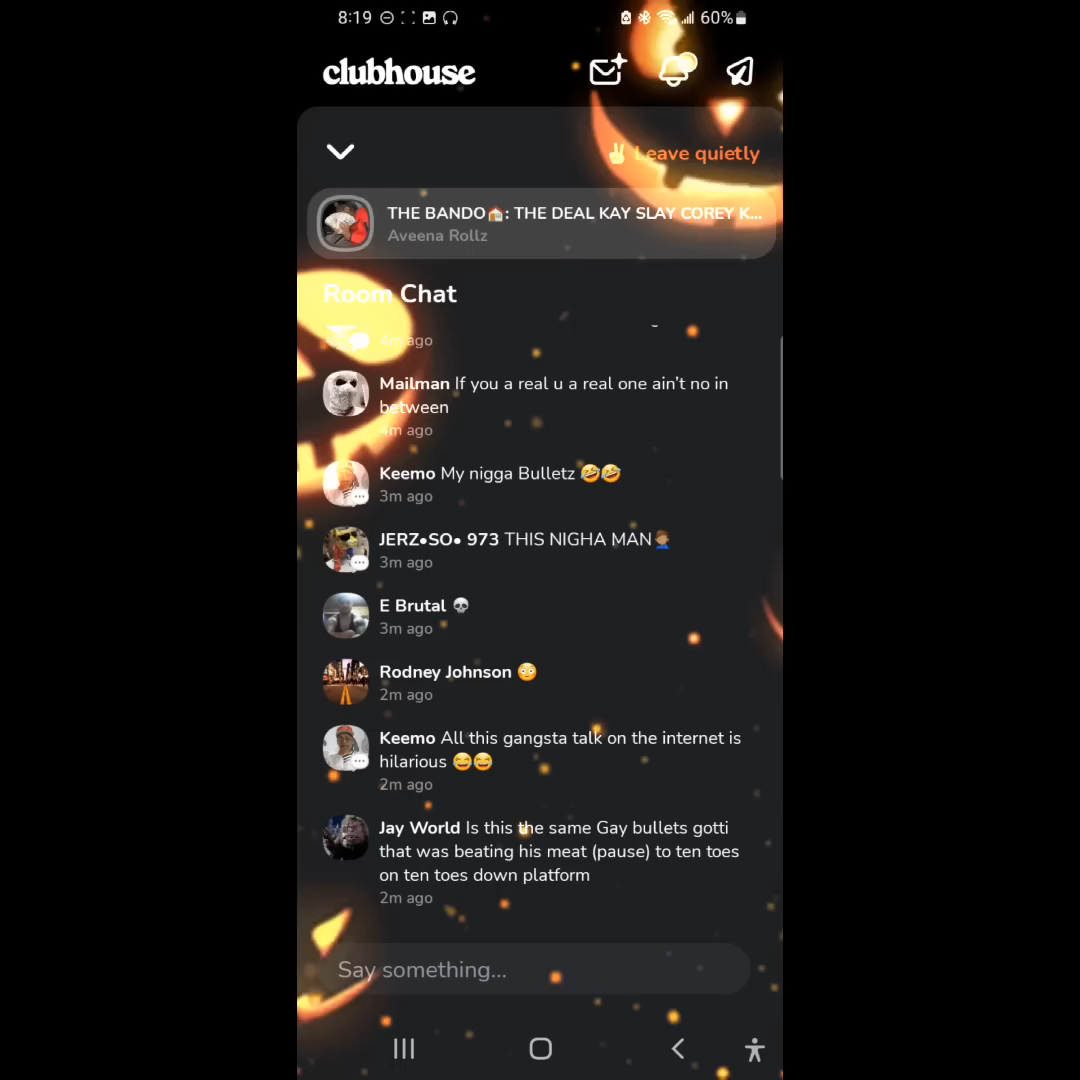 8:19 60%
clubhouse
✌ Leave quietly
THE BANDO🏠: THE DEAL KAY SLAY COREY K...
Aveena Rollz
Room Chat
4m ago
Mailman If you a real u a real one ain't no in
between
4m ago
Keemo My nigga Bulletz 🤣🤣
3m ago
JERZ•SO• 973 THIS NIGHA MAN🤦🏽‍♂️
3m ago
E Brutal 💀
3m ago
Rodney Johnson 😳
2m ago
Keemo All this gangsta talk on the internet is
hilarious 😂😂
2m ago
Jay World Is this the same Gay bullets gotti
that was beating his meat (pause) to ten toes
on ten toes down platform
2m ago
Say something...